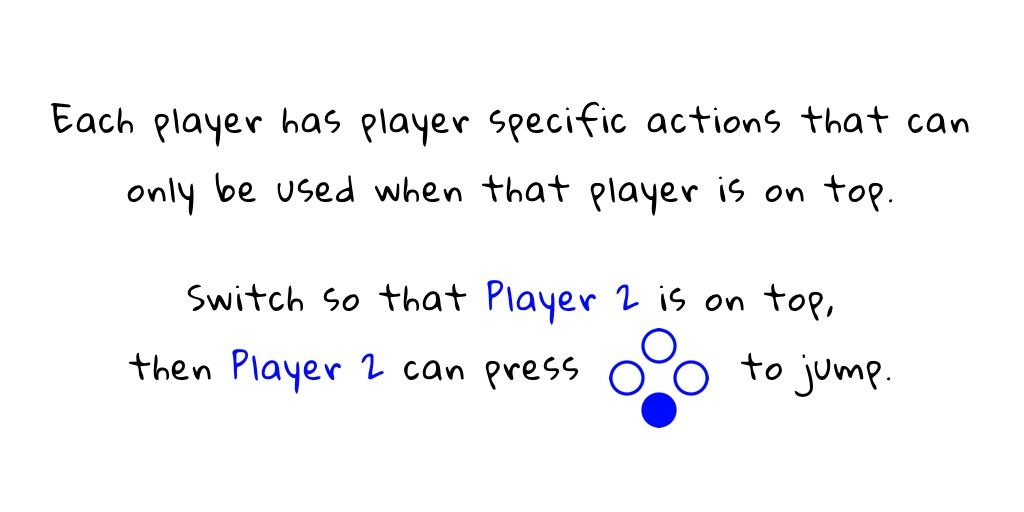 Each player has player specific actions that can
only be used when that player is on top.
Switch so that Player 2 is on top,
then Player 2 can press to jump.